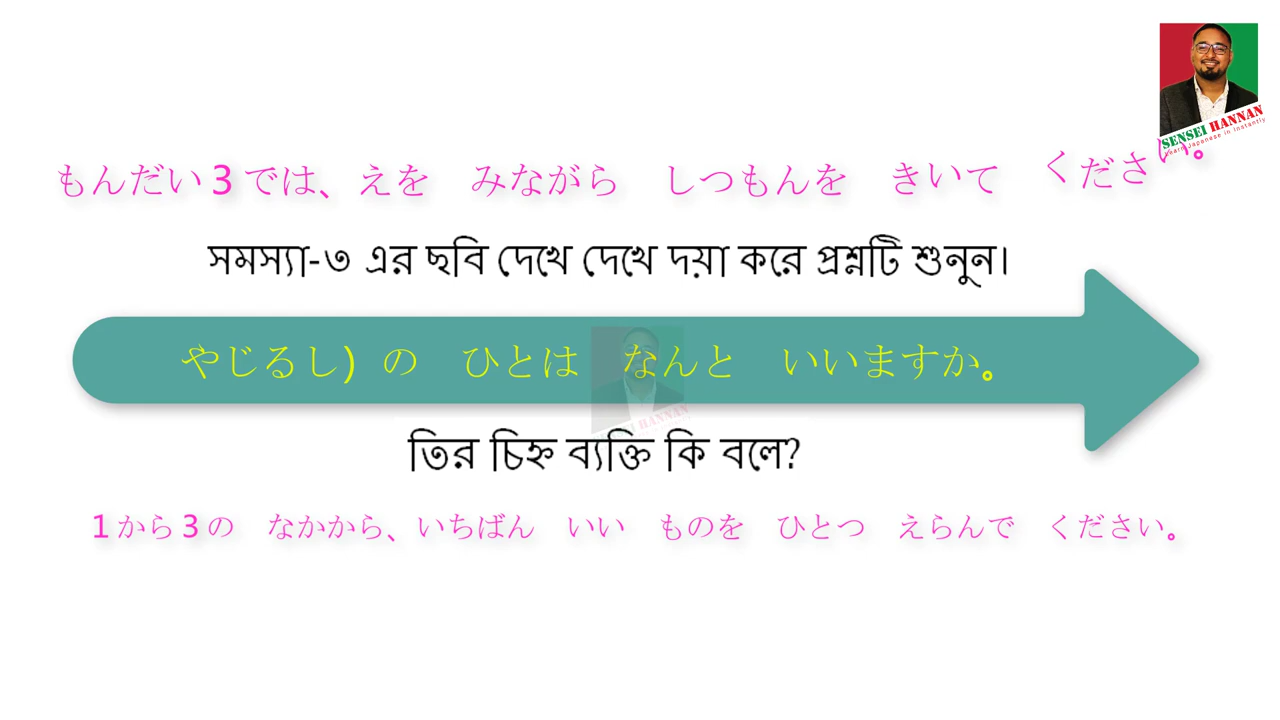 SENSEI HANNAN
Learn Japanese in Instantly
もんだい3では、えを みながら しつもんを きいて ください。
সমস্যা-৩ এর ছবি দেখে দেখে দয়া করে প্রশ্নটি শুনুন।
やじるし) の ひとは なんと いいますか。
তির চিহ্ন ব্যক্তি কি বলে?
1から3の なかから、いちばん いい ものを ひとつ えらんで ください。